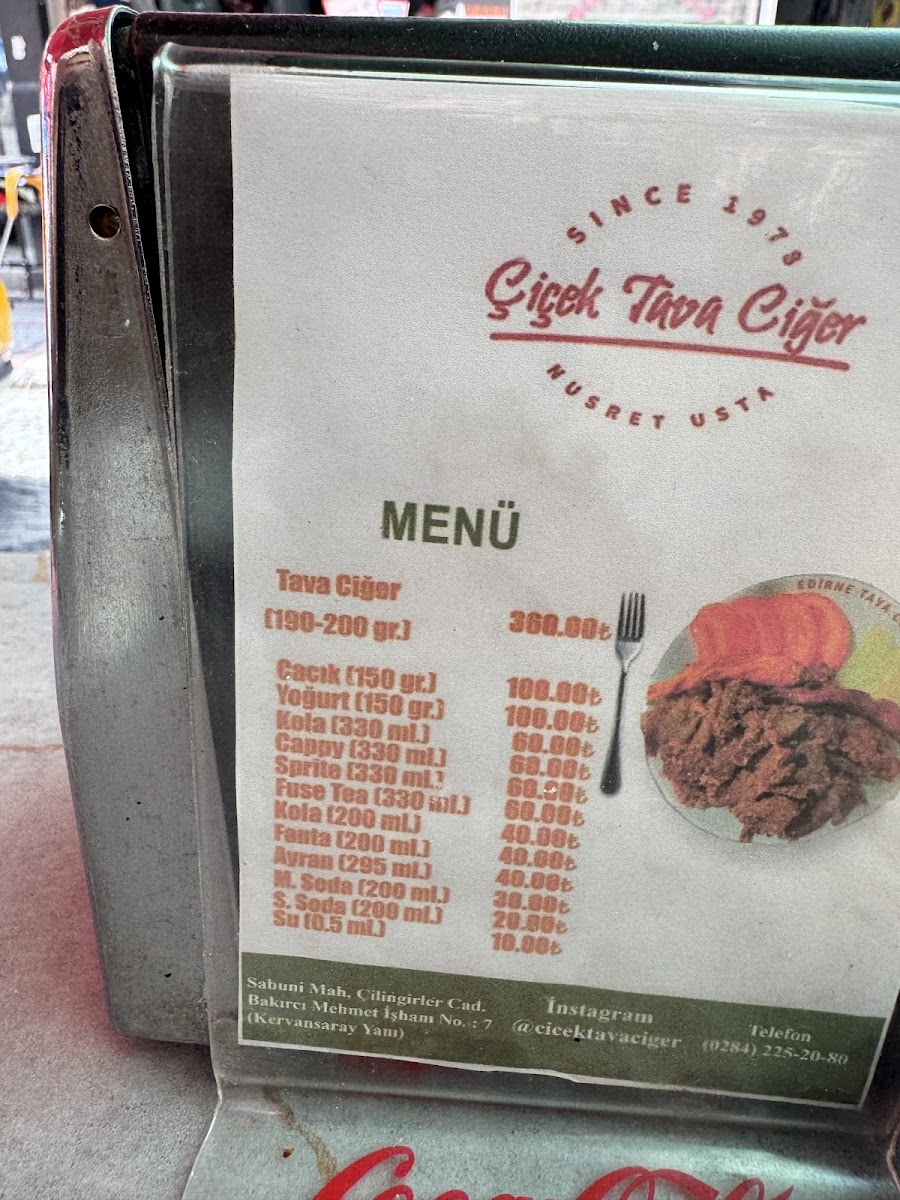 SINCE 1978
Çiçek Tava Ciğer
NUSRET USTA
MENÜ
Tava Ciğer
(190-200 gr.) 360.00₺
Cacık (150 gr.) 100.00₺
Yoğurt (150 gr.) 100.00₺
Kola (330 ml.) 60.00₺
Cappy (330 ml.) 60.00₺
Sprite (330 ml.) 60.00₺
Fuse Tea (330 ml.) 60.00₺
Kola (200 ml.) 40.00₺
Fanta (200 ml.) 40.00₺
Ayran (295 ml.) 40.00₺
M. Soda (200 ml.) 30.00₺
S. Soda (200 ml.) 20.00₺
Su (0.5 ml.) 10.00₺
EDİRNE TAVA
Sabuni Mah. Çilingirler Cad.
Bakırcı Mehmet İşhanı No. : 7
(Kervansaray Yanı)
İnstagram
@cicektavaciger
Telefon
(0284) 225-20-80